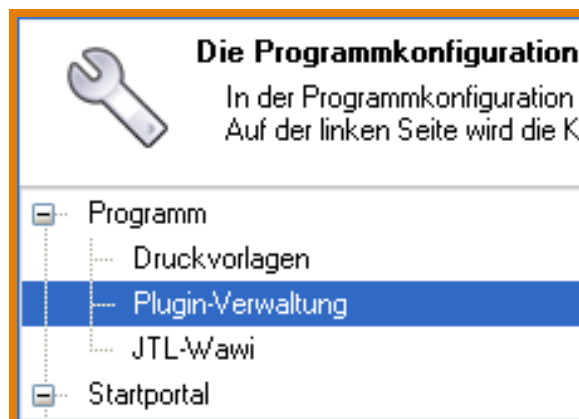 Die Programmkonfiguration
In der Programmkonfiguration
Auf der linken Seite wird die K
Programm
Druckvorlagen
Plugin-Verwaltung
JTL-Wawi
Startportal